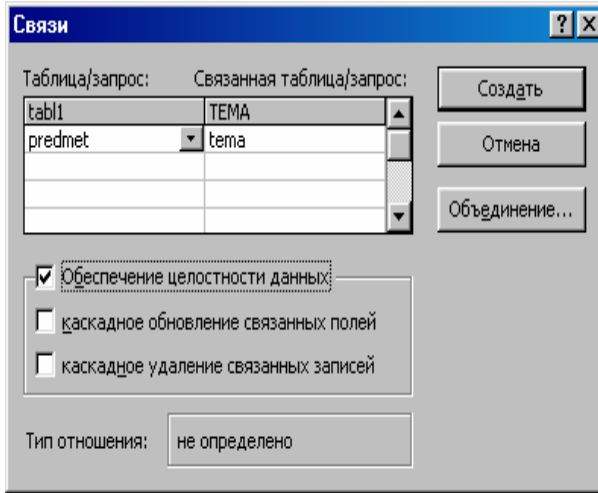 Связи
Таблица/запрос: Связанная таблица/запрос:
tabl1 TEMA
predmet tema
Создать
Отмена
Объединение...
Обеспечение целостности данных
каскадное обновление связанных полей
каскадное удаление связанных записей
Тип отношения: не определено